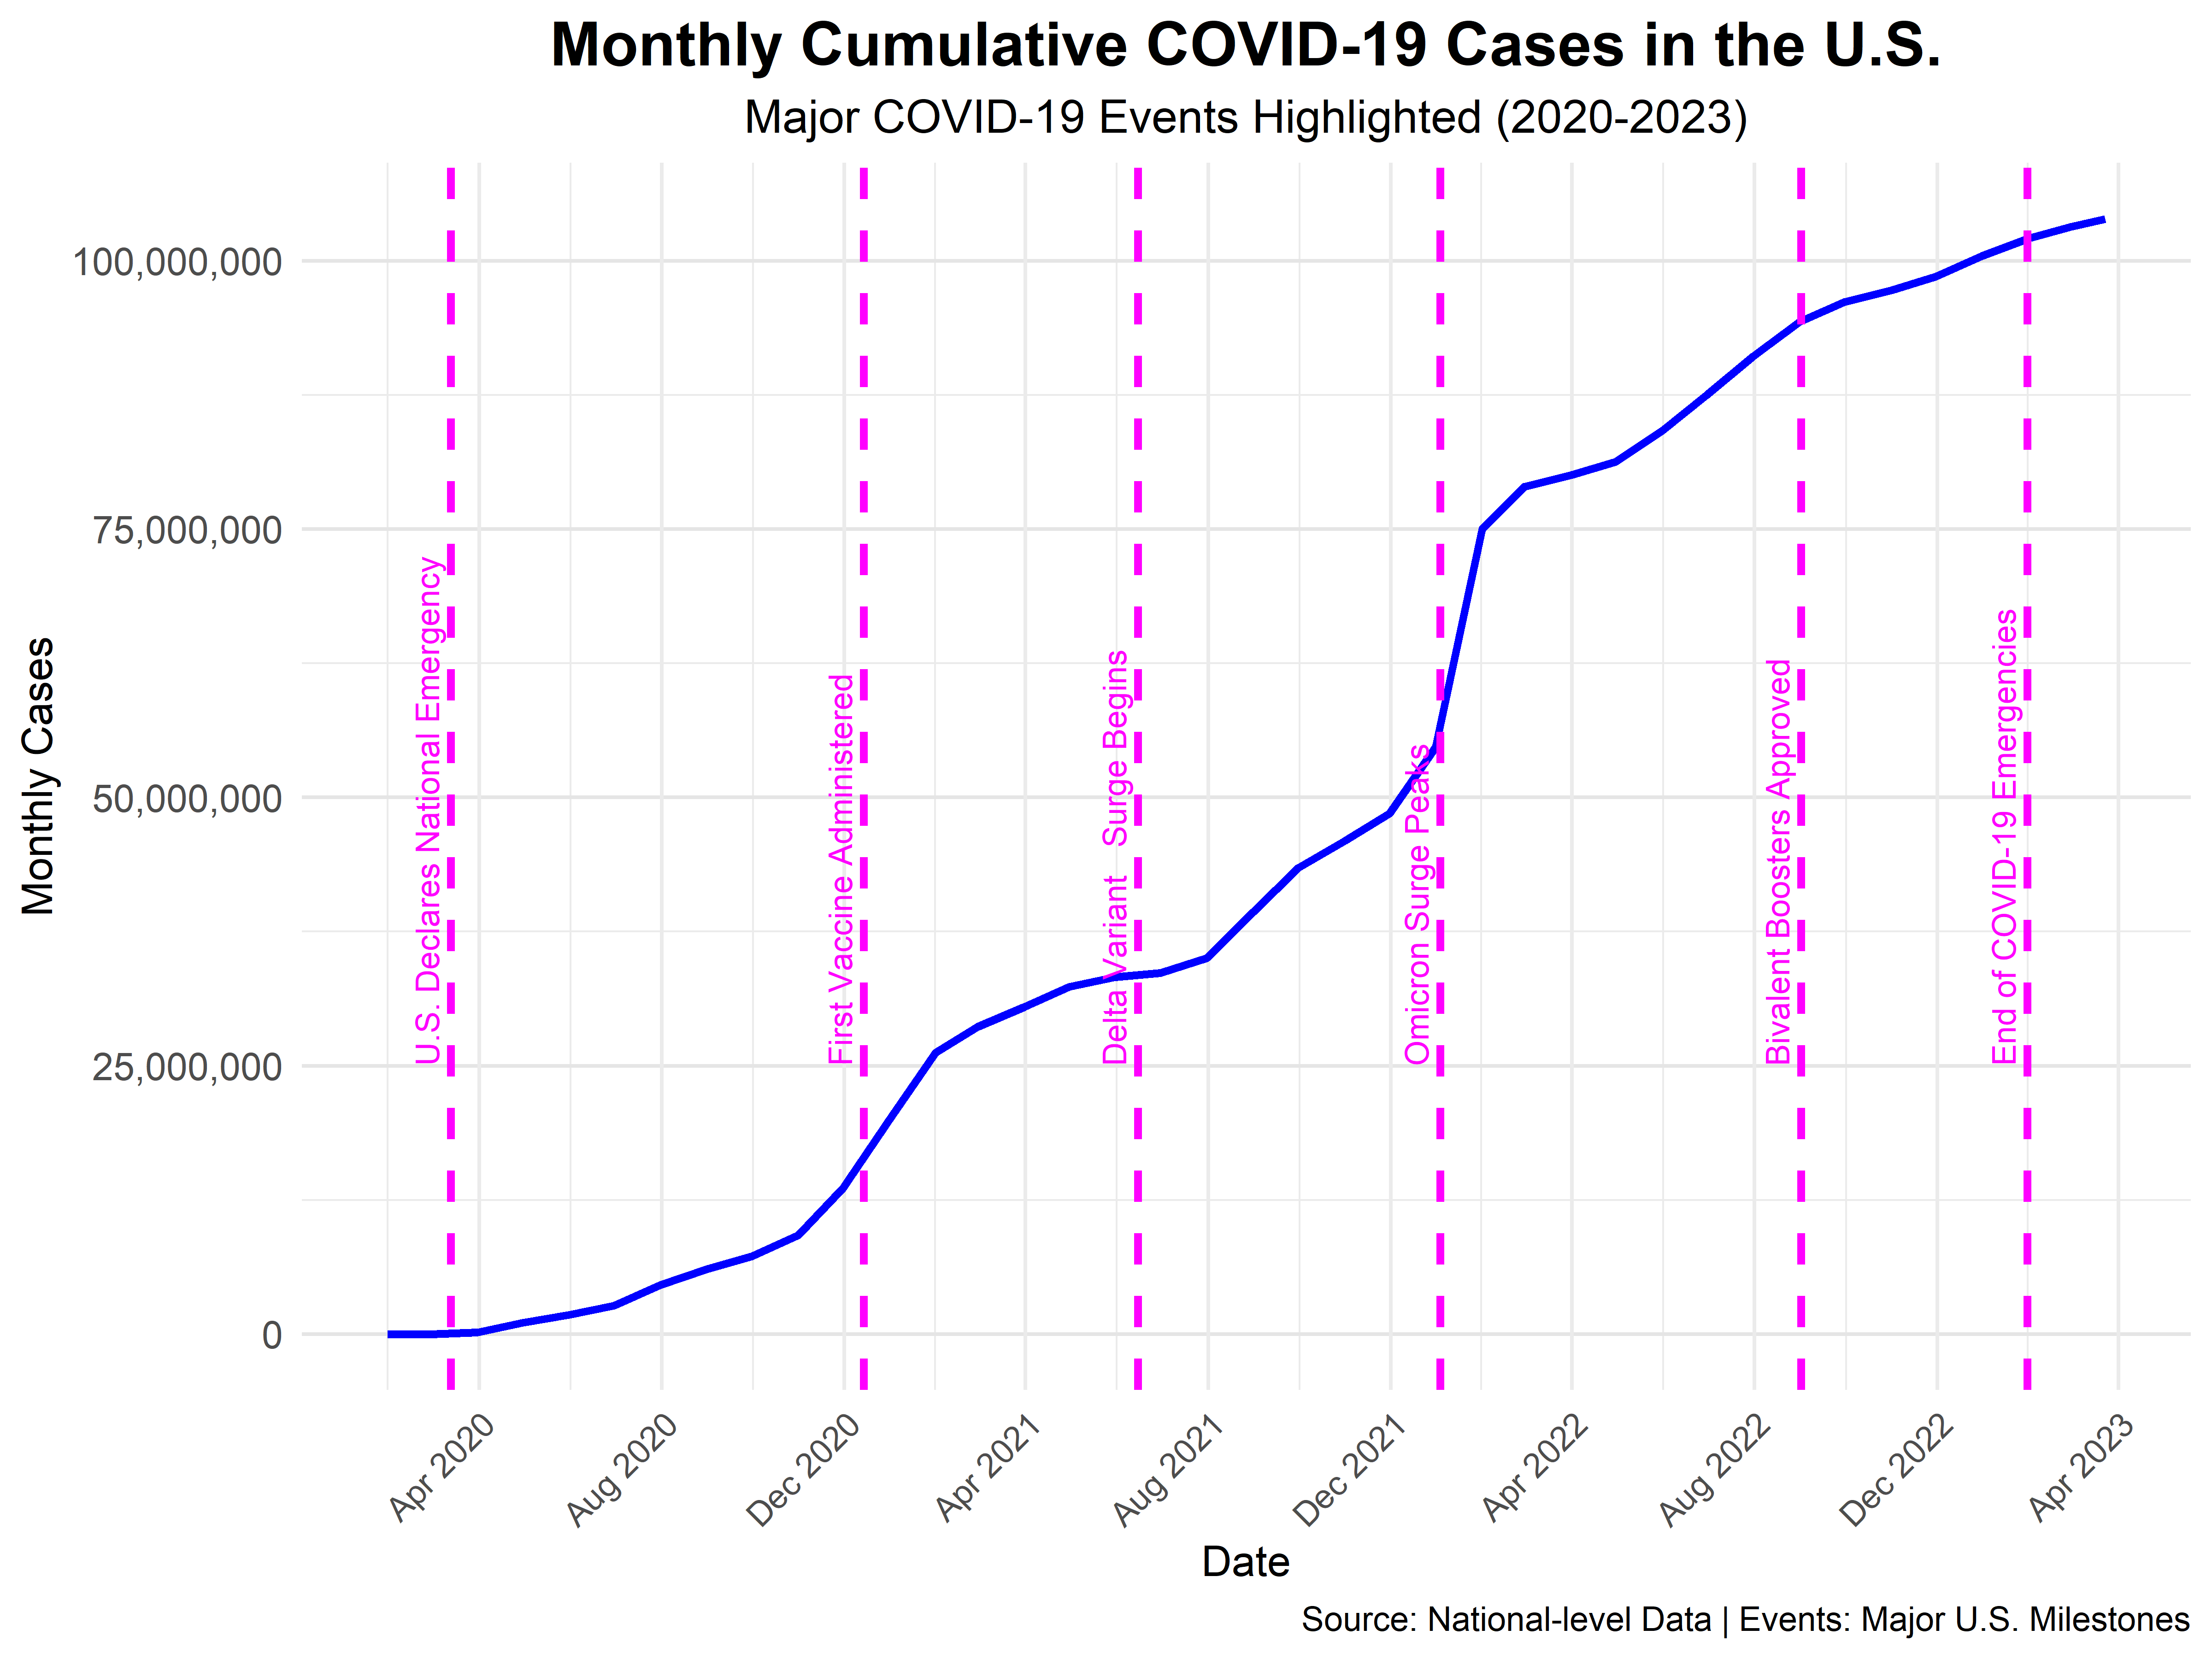 Monthly Cumulative COVID-19 Cases in the U.S.
Major COVID-19 Events Highlighted (2020-2023)
Monthly Cases
100,000,000
75,000,000
50,000,000
25,000,000
0
U.S. Declares National Emergency
First Vaccine Administered
Delta Variant  Surge Begins
Omicron Surge Peaks
Bivalent Boosters Approved
End of COVID-19 Emergencies
Apr 2020
Aug 2020
Dec 2020
Apr 2021
Aug 2021
Dec 2021
Apr 2022
Aug 2022
Dec 2022
Apr 2023
Date
Source: National-level Data | Events: Major U.S. Milestones